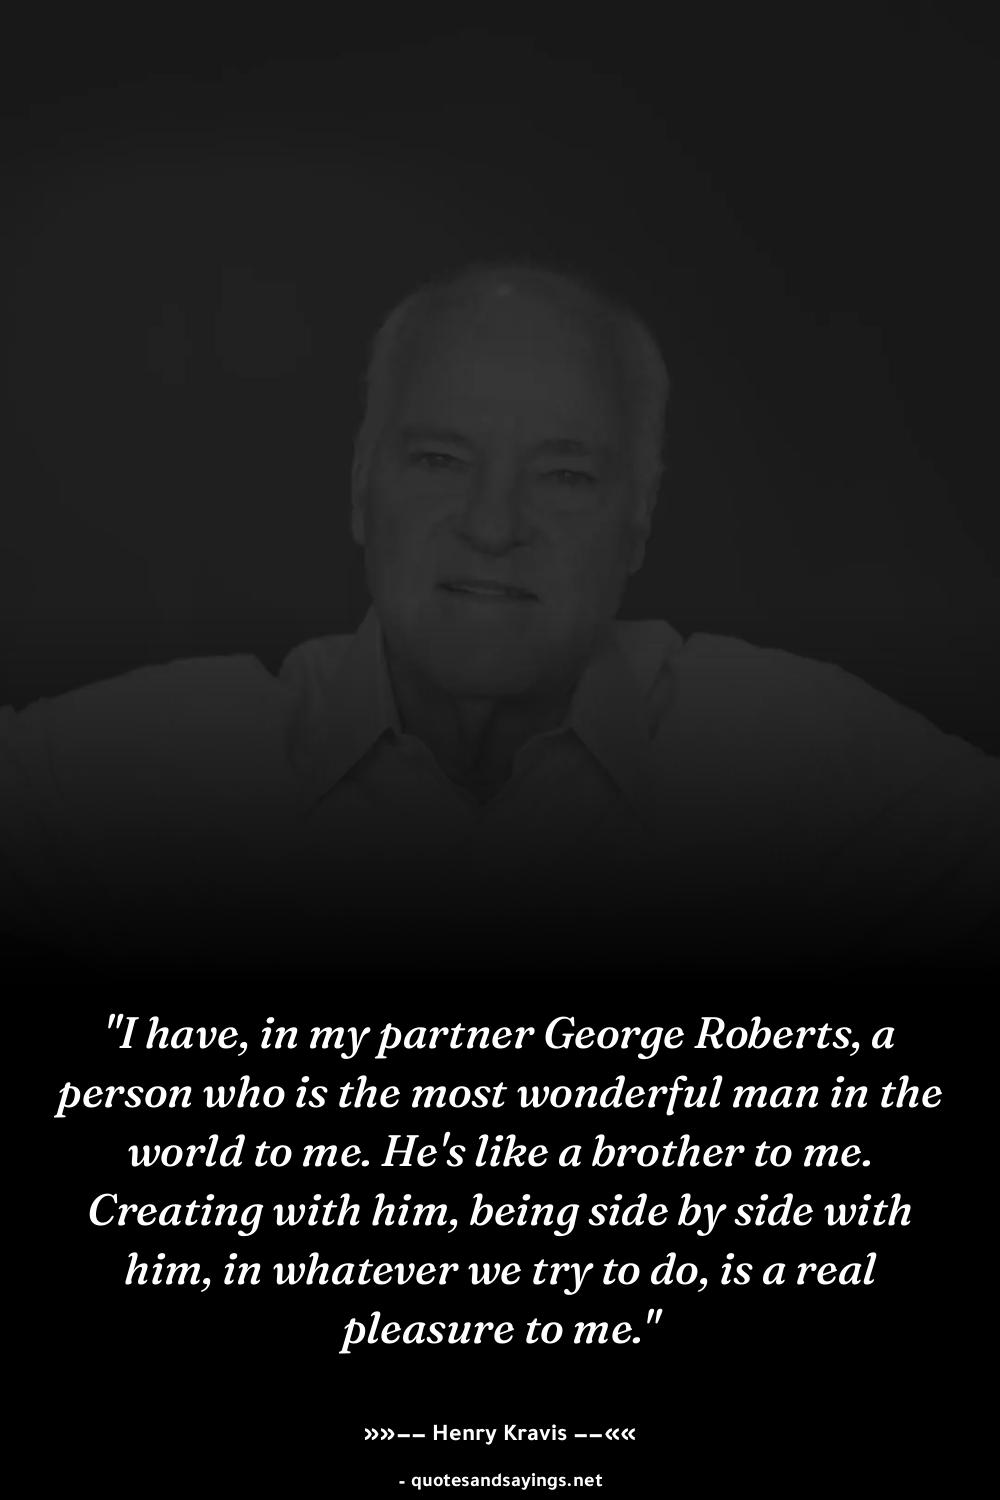 "I have, in my partner George Roberts, a
person who is the most wonderful man in the
world to me. He's like a brother to me.
Creating with him, being side by side with
him, in whatever we try to do, is a real
pleasure to me."
»»–– Henry Kravis ––««
- quotesandsayings.net